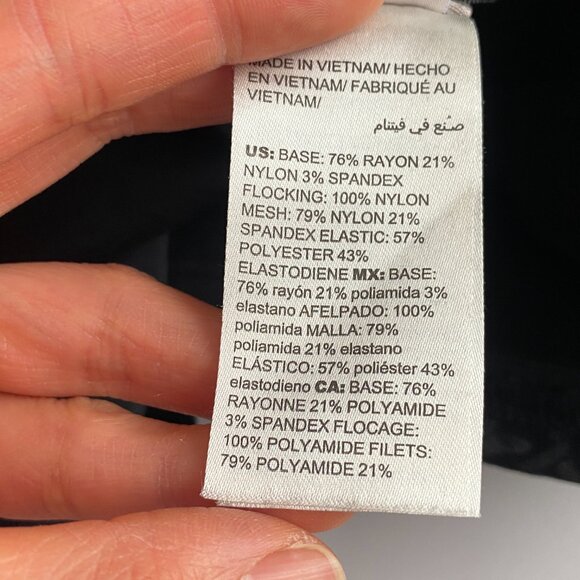 MADE IN VIETNAM/ HECHO
EN VIETNAM/ FABRIQUÉ AU
VIETNAM/
صنع في فيتنام
US: BASE: 76% RAYON 21%
NYLON 3% SPANDEX
FLOCKING: 100% NYLON
MESH: 79% NYLON 21%
SPANDEX ELASTIC: 57%
POLYESTER 43%
ELASTODIENE MX: BASE:
76% rayón 21% poliamida 3%
elastano AFELPADO: 100%
poliamida MALLA: 79%
poliamida 21% elastano
ELÁSTICO: 57% poliéster 43%
elastodieno CA: BASE: 76%
RAYONNE 21% POLYAMIDE
3% SPANDEX FLOCAGE:
100% POLYAMIDE FILETS:
79% POLYAMIDE 21%